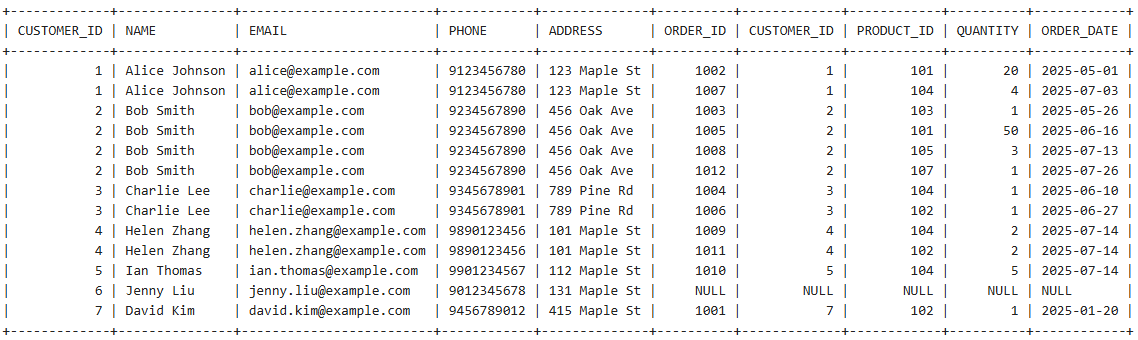 +-------------+---------------+-------------------------+------------+--------------+----------+-------------+------------+----------+------------+
| CUSTOMER_ID | NAME          | EMAIL                   | PHONE      | ADDRESS      | ORDER_ID | CUSTOMER_ID | PRODUCT_ID | QUANTITY | ORDER_DATE |
+-------------+---------------+-------------------------+------------+--------------+----------+-------------+------------+----------+------------+
|           1 | Alice Johnson | alice@example.com       | 9123456780 | 123 Maple St |     1002 |           1 |        101 |       20 | 2025-05-01 |
|           1 | Alice Johnson | alice@example.com       | 9123456780 | 123 Maple St |     1007 |           1 |        104 |        4 | 2025-07-03 |
|           2 | Bob Smith     | bob@example.com         | 9234567890 | 456 Oak Ave  |     1003 |           2 |        103 |        1 | 2025-05-26 |
|           2 | Bob Smith     | bob@example.com         | 9234567890 | 456 Oak Ave  |     1005 |           2 |        101 |       50 | 2025-06-16 |
|           2 | Bob Smith     | bob@example.com         | 9234567890 | 456 Oak Ave  |     1008 |           2 |        105 |        3 | 2025-07-13 |
|           2 | Bob Smith     | bob@example.com         | 9234567890 | 456 Oak Ave  |     1012 |           2 |        107 |        1 | 2025-07-26 |
|           3 | Charlie Lee   | charlie@example.com     | 9345678901 | 789 Pine Rd  |     1004 |           3 |        104 |        1 | 2025-06-10 |
|           3 | Charlie Lee   | charlie@example.com     | 9345678901 | 789 Pine Rd  |     1006 |           3 |        102 |        1 | 2025-06-27 |
|           4 | Helen Zhang   | helen.zhang@example.com | 9890123456 | 101 Maple St |     1009 |           4 |        104 |        2 | 2025-07-14 |
|           4 | Helen Zhang   | helen.zhang@example.com | 9890123456 | 101 Maple St |     1011 |           4 |        102 |        2 | 2025-07-14 |
|           5 | Ian Thomas    | ian.thomas@example.com  | 9901234567 | 112 Maple St |     1010 |           5 |        104 |        5 | 2025-07-14 |
|           6 | Jenny Liu     | jenny.liu@example.com   | 9012345678 | 131 Maple St |     NULL |        NULL |       NULL |     NULL | NULL       |
|           7 | David Kim     | david.kim@example.com   | 9456789012 | 415 Maple St |     1001 |           7 |        102 |        1 | 2025-01-20 |
+-------------+---------------+-------------------------+------------+--------------+----------+-------------+------------+----------+------------+